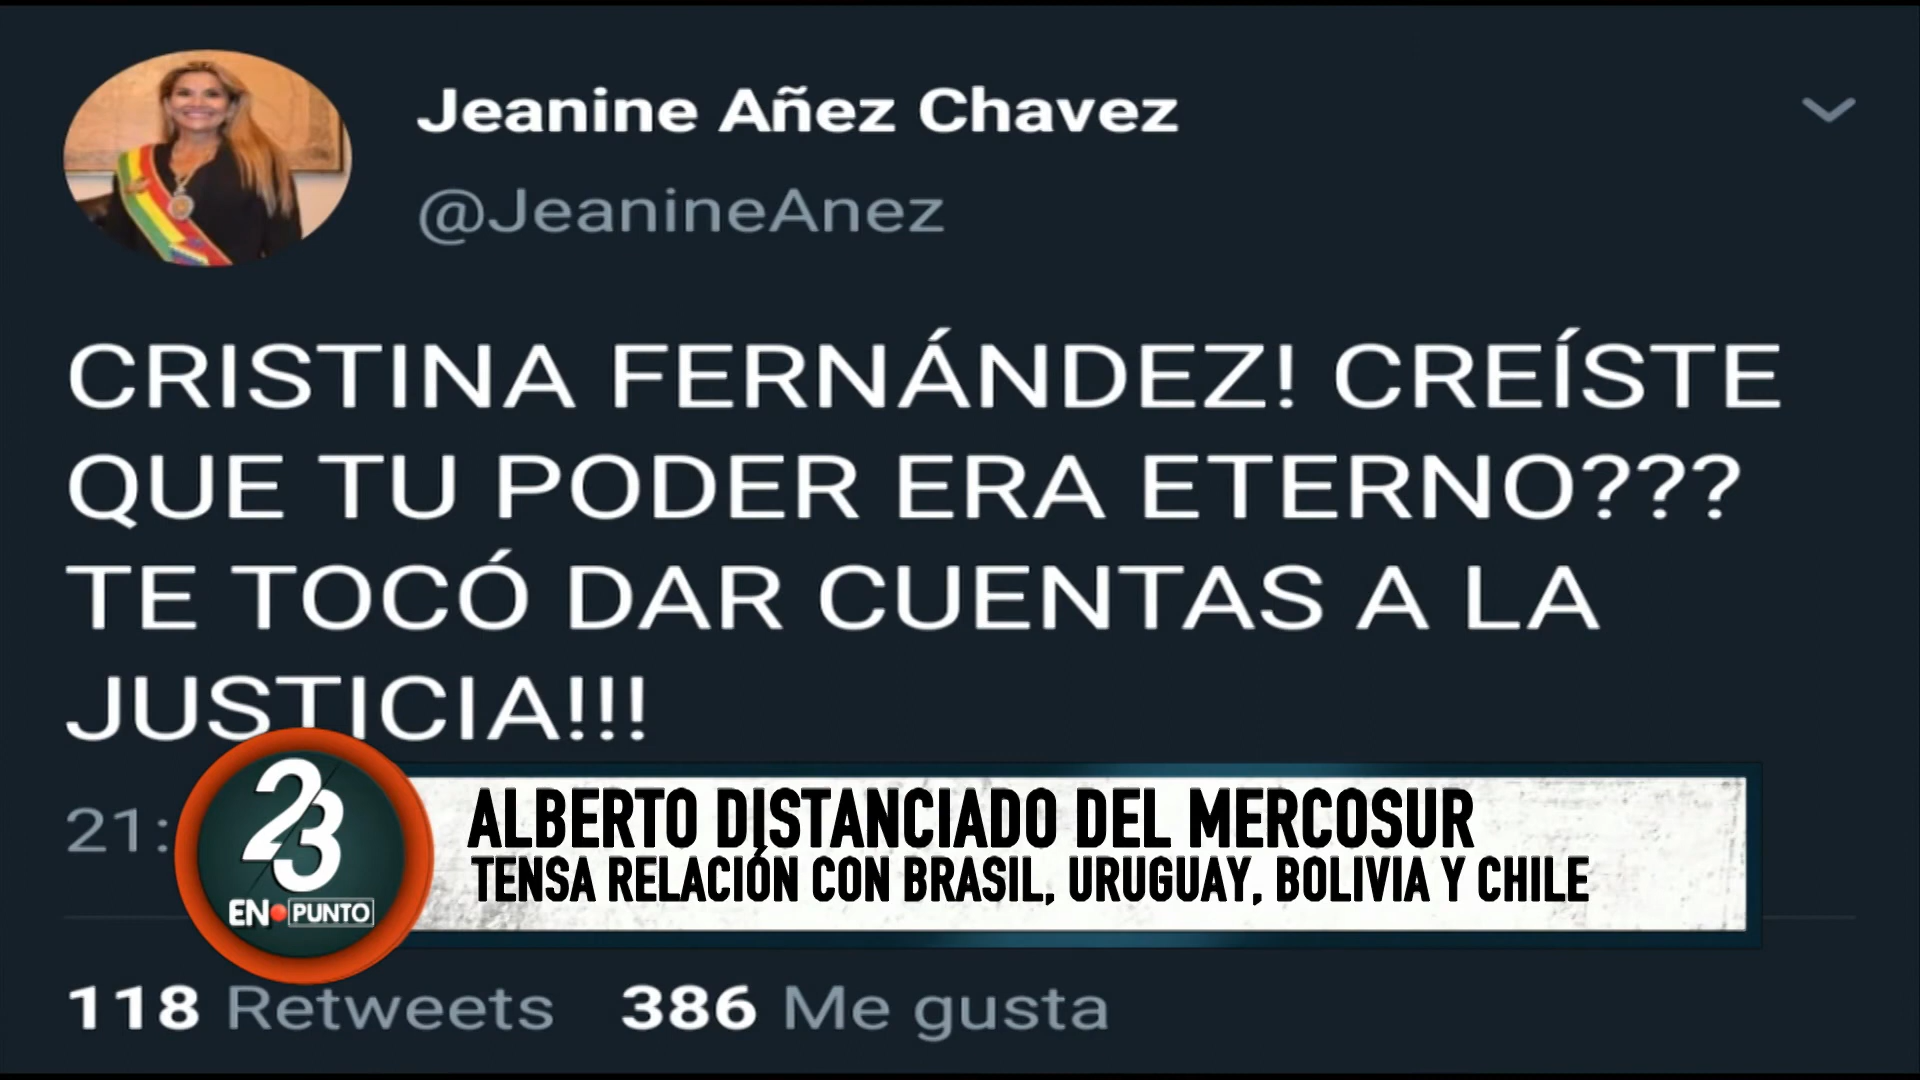 Jeanine Añez Chavez
@JeanineAnez
CRISTINA FERNÁNDEZ! CREÍSTE
QUE TU PODER ERA ETERNO???
TE TOCÓ DAR CUENTAS A LA
JUSTICIA!!!
21:
23
EN PUNTO
ALBERTO DISTANCIADO DEL MERCOSUR
TENSA RELACIÓN CON BRASIL, URUGUAY, BOLIVIA Y CHILE
118 Retweets 386 Me gusta